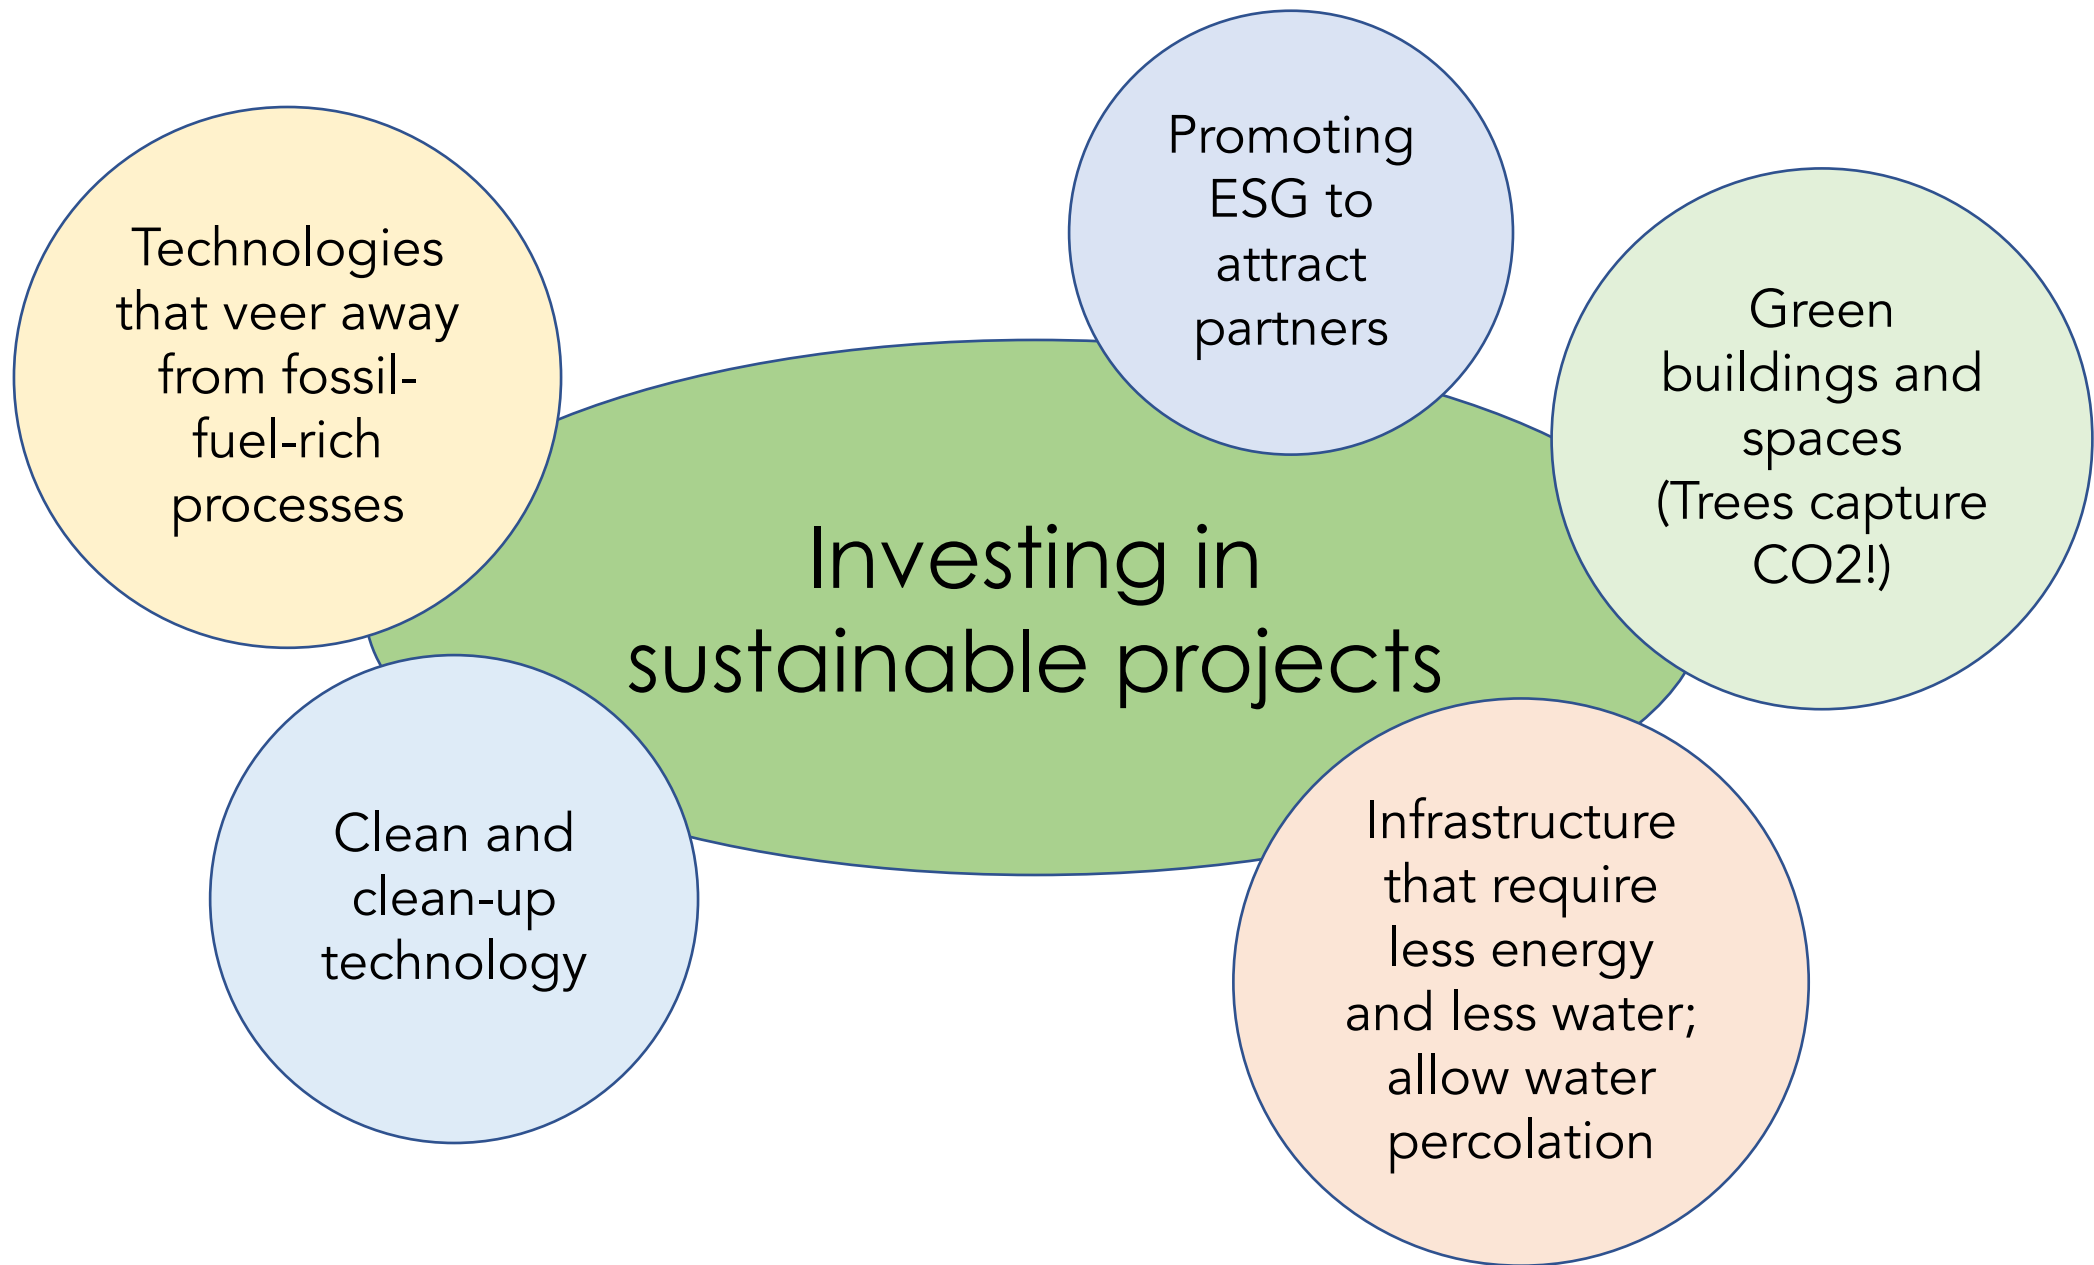 Promoting
ESG to
attract
partners
Technologies
that veer away
from fossil-
fuel-rich
processes
Green
buildings and
spaces
(Trees capture
CO2!)
Investing in
sustainable projects
Clean and
clean-up
technology
Infrastructure
that require
less energy
and less water;
allow water
percolation